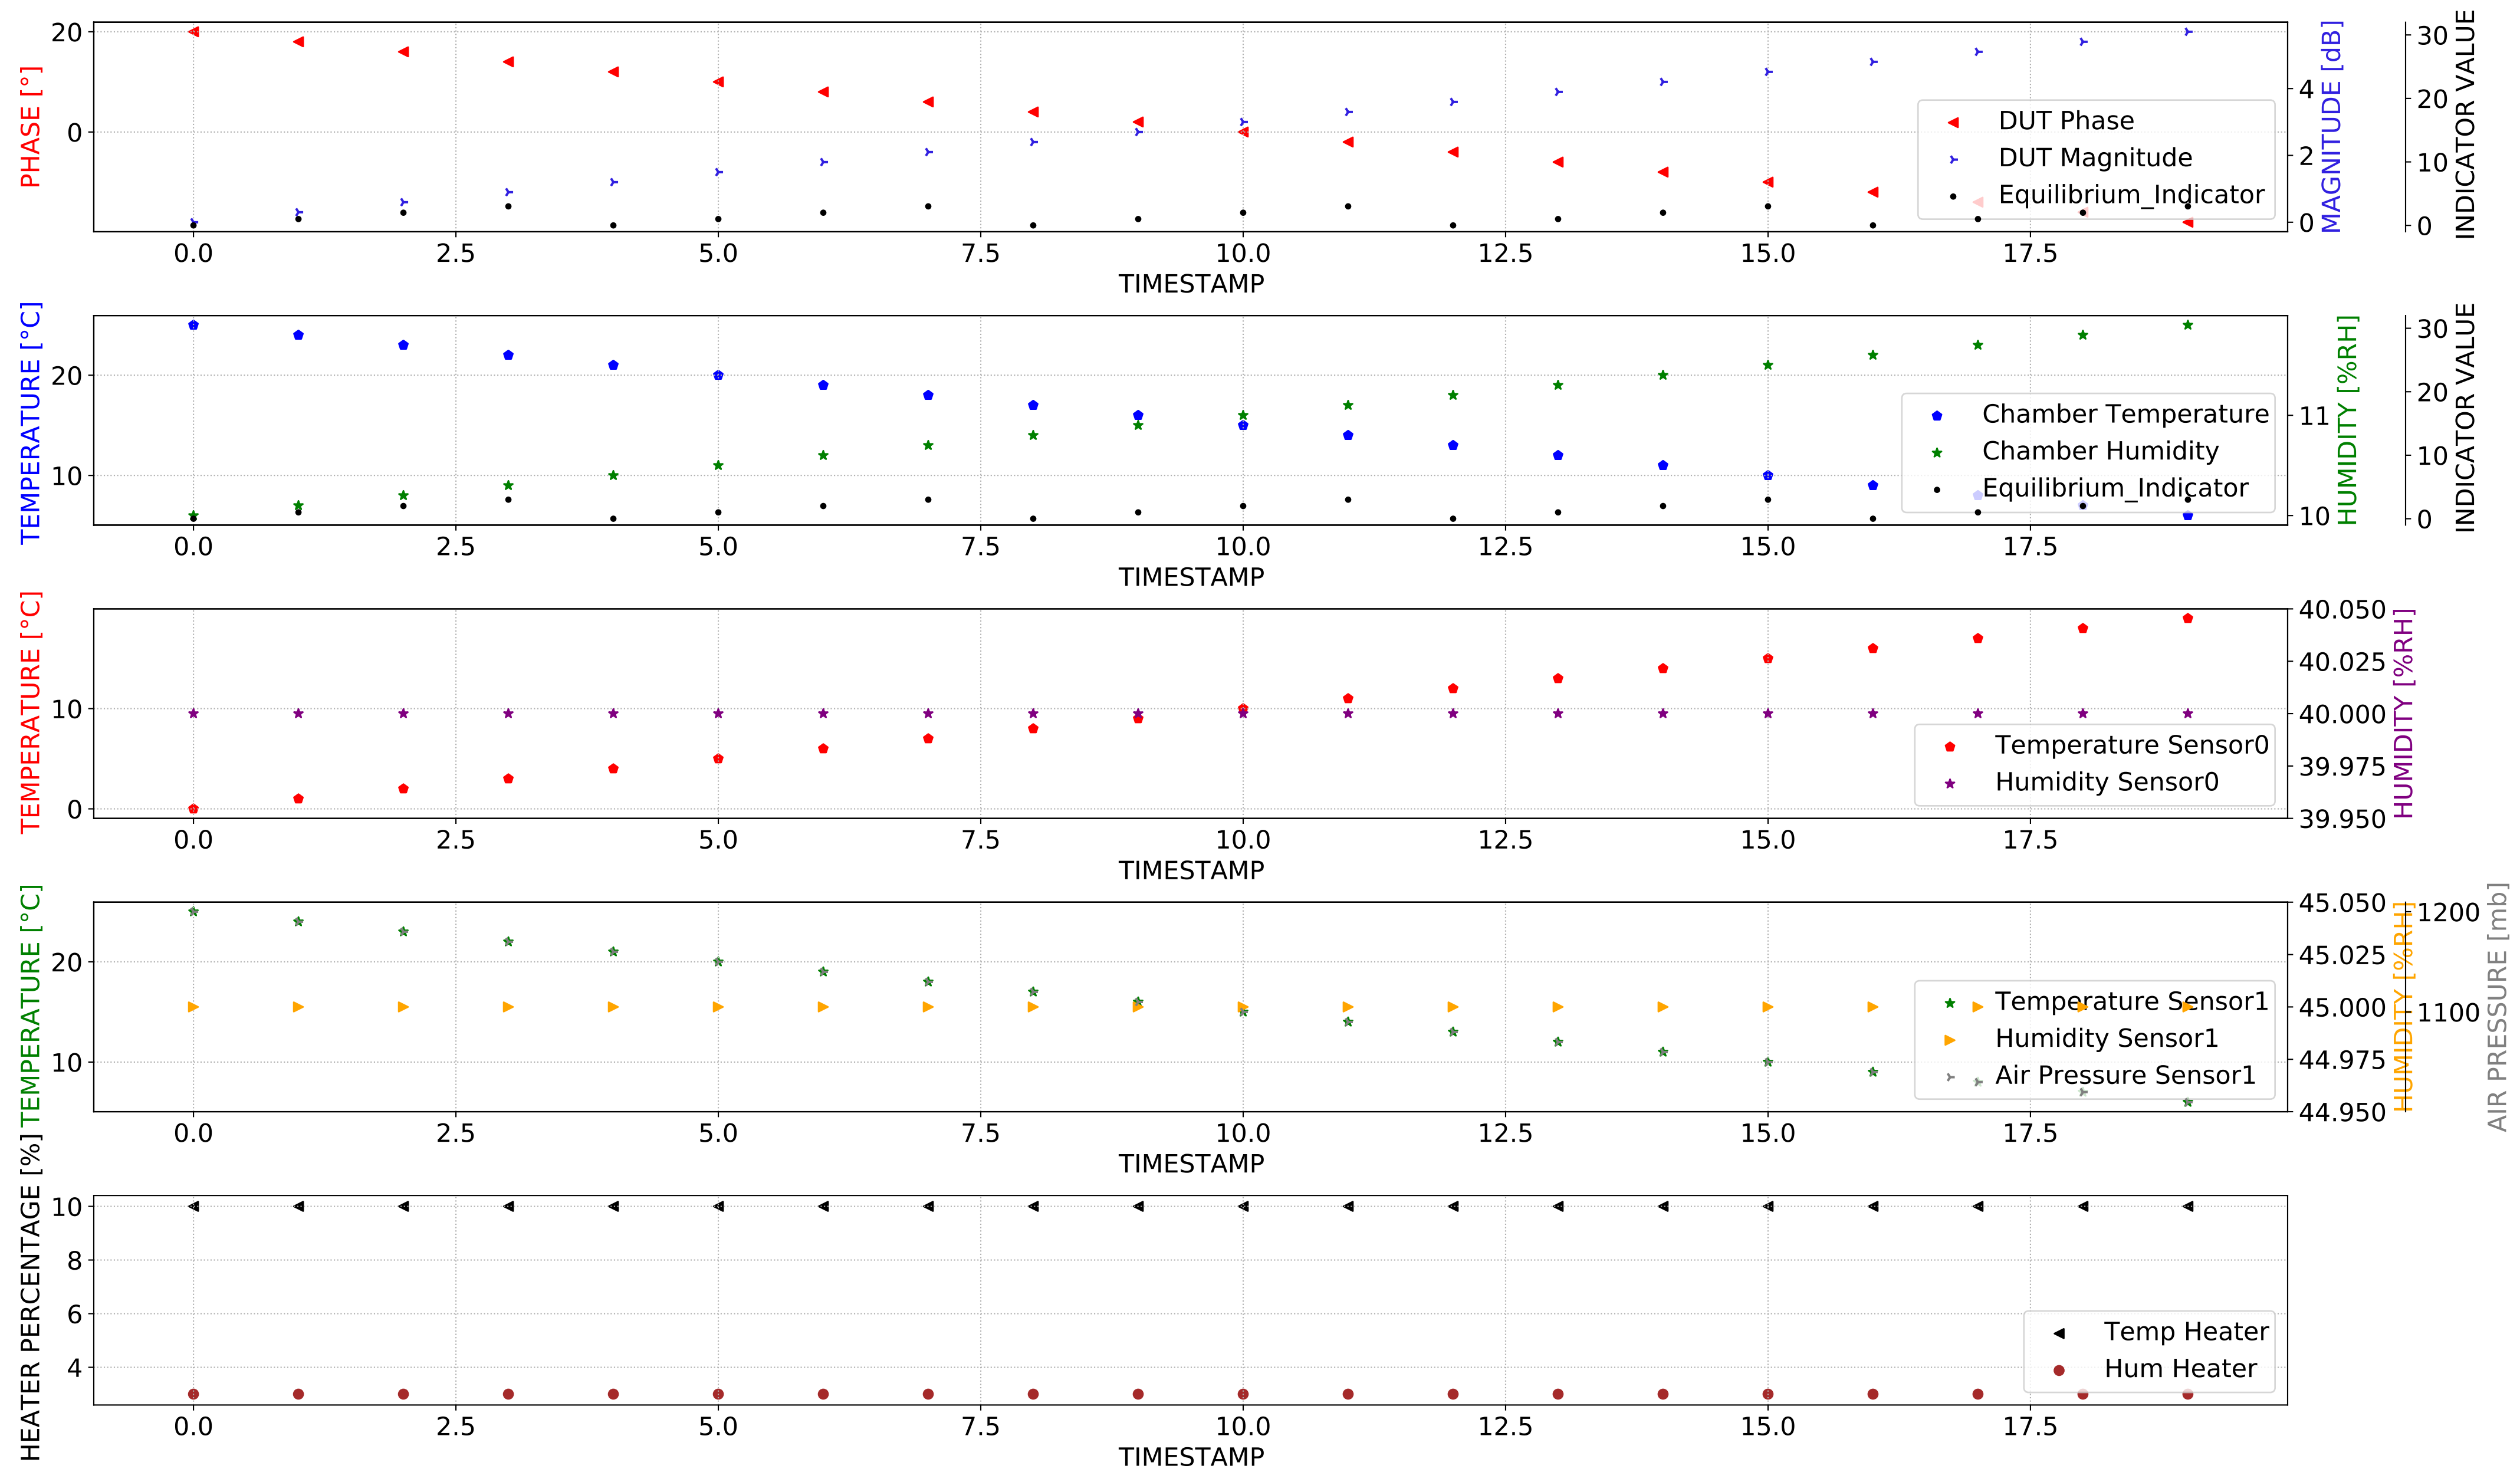 PHASE [°]
20
0
DUT Phase
DUT Magnitude
Equilibrium_Indicator
4
2
0
MAGNITUDE [dB]
30
20
10
0
INDICATOR VALUE
0.0 2.5 5.0 7.5 10.0 12.5 15.0 17.5
TIMESTAMP
TEMPERATURE [°C]
20
10
Chamber Temperature
Chamber Humidity
Equilibrium_Indicator
11
10
HUMIDITY [%RH]
30
20
10
0
INDICATOR VALUE
0.0 2.5 5.0 7.5 10.0 12.5 15.0 17.5
TIMESTAMP
TEMPERATURE [°C]
10
0
Temperature Sensor0
Humidity Sensor0
40.050
40.025
40.000
39.975
39.950
HUMIDITY [%RH]
0.0 2.5 5.0 7.5 10.0 12.5 15.0 17.5
TIMESTAMP
TEMPERATURE [°C]
20
10
Temperature Sensor1
Humidity Sensor1
Air Pressure Sensor1
45.050
45.025
45.000
44.975
44.950
HUMIDITY [%RH]
1200
1100
AIR PRESSURE [mb]
0.0 2.5 5.0 7.5 10.0 12.5 15.0 17.5
TIMESTAMP
HEATER PERCENTAGE [%]
10
8
6
4
Temp Heater
Hum Heater
0.0 2.5 5.0 7.5 10.0 12.5 15.0 17.5
TIMESTAMP